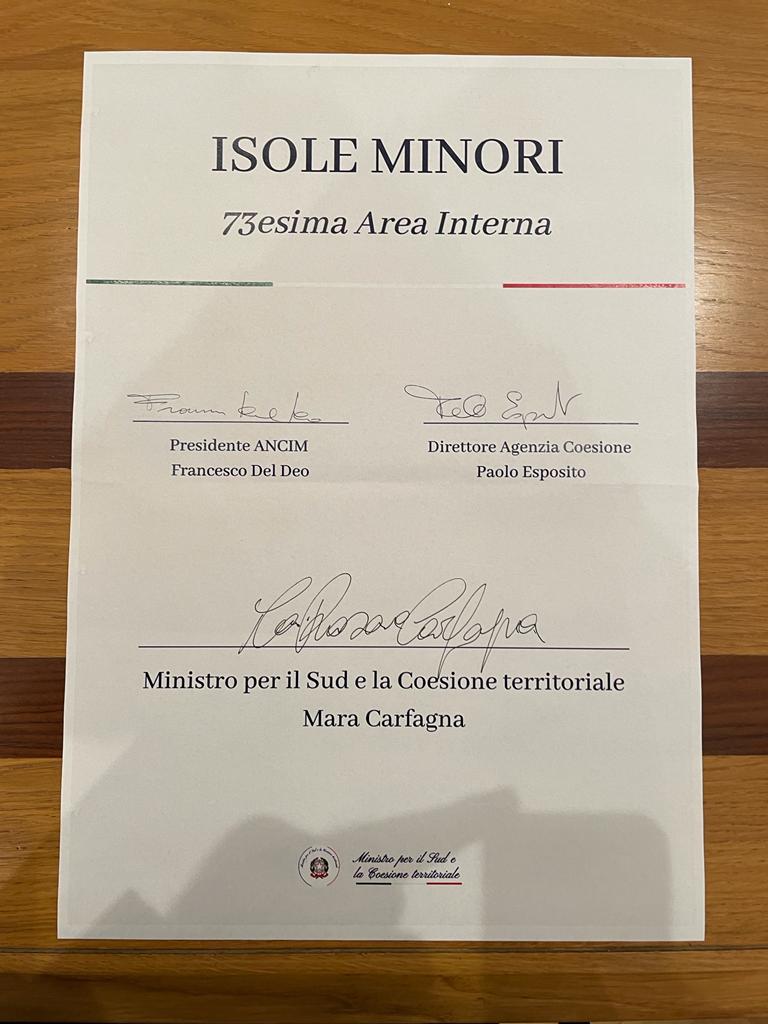 ISOLE MINORI
73esima Area Interna
Presidente ANCIM
Francesco Del Deo
Direttore Agenzia Coesione
Paolo Esposito
Ministro per il Sud e la Coesione territoriale
Mara Carfagna
Ministro per il Sud e
la Coesione territoriale